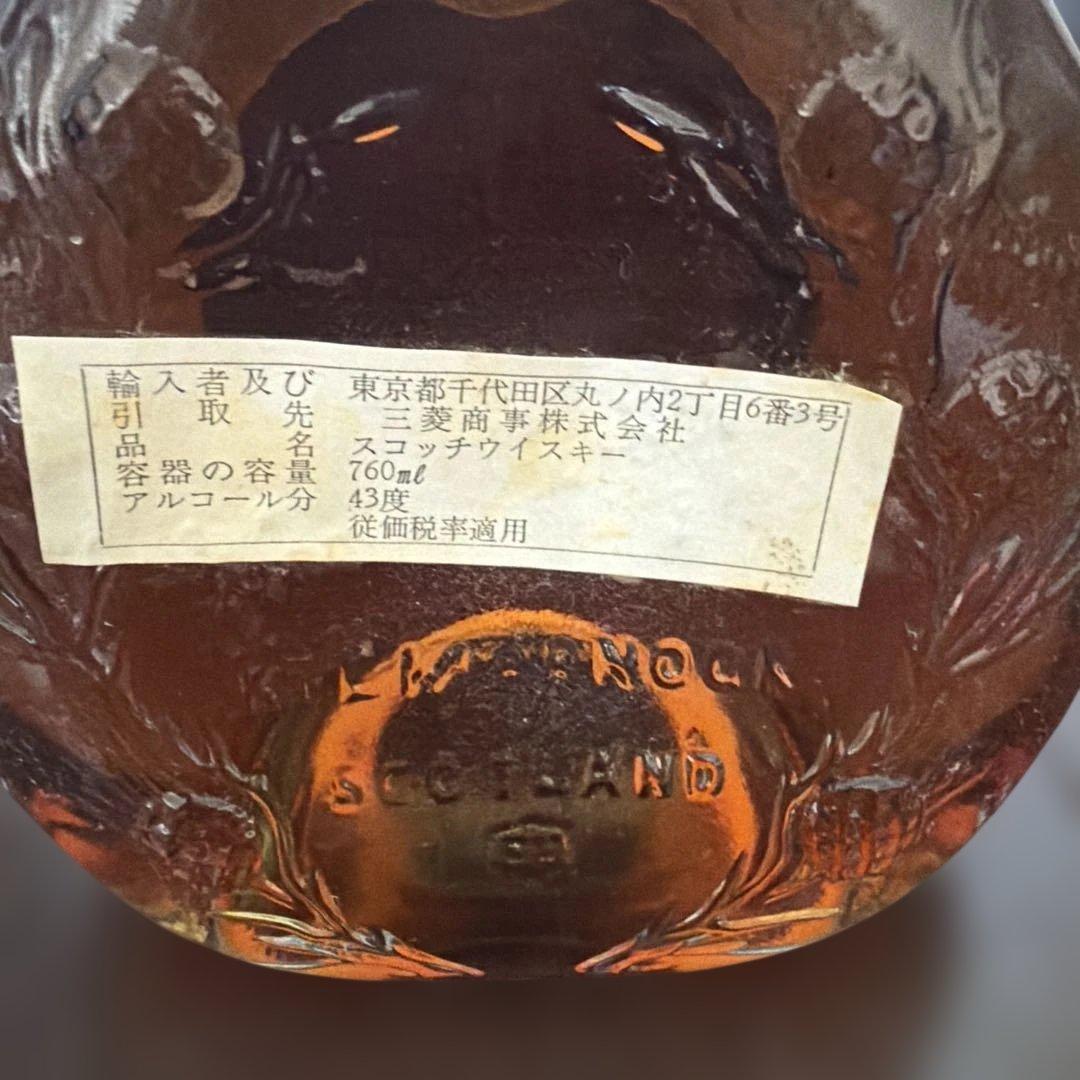 輸入者及び 東京都千代田区丸ノ内2丁目6番3号
引取先 三菱商事株式会社
品名 スコッチウイスキー
容器の容量 760㎖
アルコール分 43度
従価税率適用
SCOTLAND